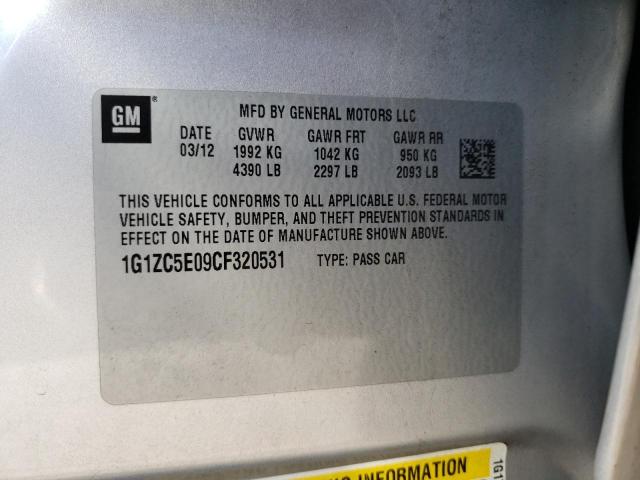 GM®
MFD BY GENERAL MOTORS LLC
DATE GVWR GAWR FRT GAWR RR
03/12 1992 KG 1042 KG 950 KG
4390 LB 2297 LB 2093 LB
THIS VEHICLE CONFORMS TO ALL APPLICABLE U.S. FEDERAL MOTOR
VEHICLE SAFETY, BUMPER, AND THEFT PREVENTION STANDARDS IN
EFFECT ON THE DATE OF MANUFACTURE SHOWN ABOVE.
1G1ZC5E09CF320531 TYPE: PASS CAR
INFORMATION
1G1